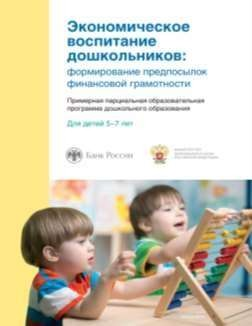 Экономическое
воспитание
дошкольников:
формирование предпосылок
финансовой грамотности
Примерная парциальная образовательная
программа дошкольного образования
Для детей 5–7 лет
Банк России